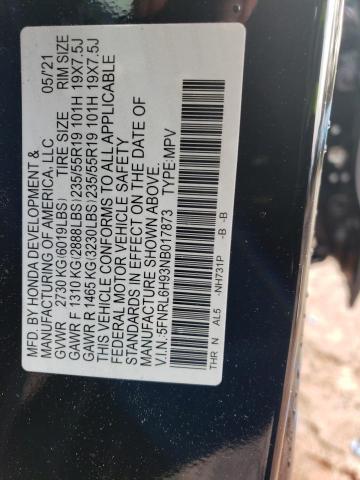 MFD BY HONDA DEVELOPMENT & 05/'21
MANUFACTURING OF AMERICA, LLC
GVWR 2730 KG(6019LBS) TIRE SIZE RIM SIZE
GAWR F 1310 KG(2888LBS)235/55R19 101H 19X7.5J
GAWR R 1465 KG(3230LBS)235/55R19 101H 19X7.5J
THIS VEHICLE CONFORMS TO ALL APPLICABLE
FEDERAL MOTOR VEHICLE SAFETY
STANDARDS IN EFFECT ON THE DATE OF
MANUFACTURE SHOWN ABOVE.
V.I.N.:5FNRL6H93NB017873 TYPE:MPV
THR N AL5 -NH731P -B -B